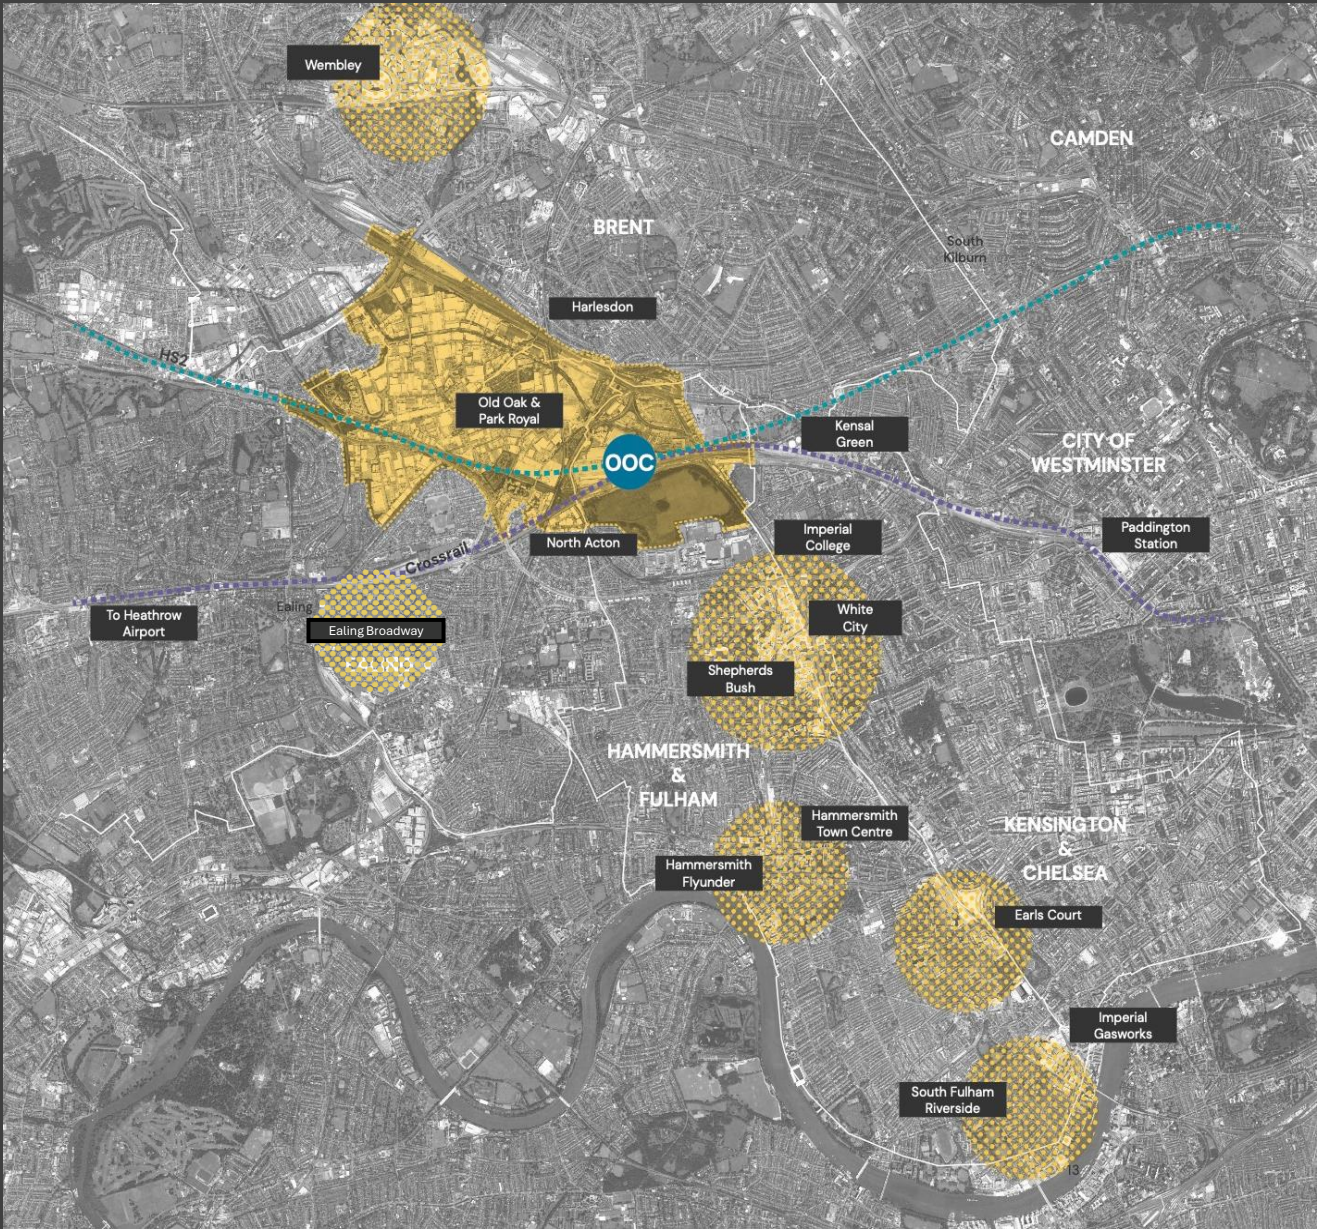 Wembley
CAMDEN
BRENT
South
Kilburn
Harlesdon
HS2
Old Oak &
Park Royal
Kensal
Green
CITY OF
WESTMINSTER
OOC
Imperial
College
Paddington
Station
North Acton
Crossrail
To Heathrow
Airport
Ealing
Ealing Broadway
EALING
White
City
Shepherds
Bush
HAMMERSMITH
&
FULHAM
Hammersmith
Town Centre
KENSINGTON
&
CHELSEA
Hammersmith
Flyunder
Earls Court
Imperial
Gasworks
South Fulham
Riverside
13